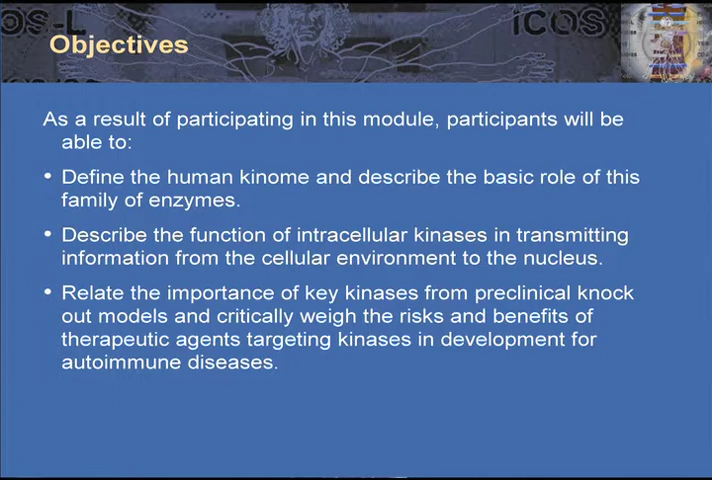 ICOS-L
ICOS
Objectives
As a result of participating in this module, participants will be
able to:
• Define the human kinome and describe the basic role of this
family of enzymes.
• Describe the function of intracellular kinases in transmitting
information from the cellular environment to the nucleus.
• Relate the importance of key kinases from preclinical knock
out models and critically weigh the risks and benefits of
therapeutic agents targeting kinases in development for
autoimmune diseases.